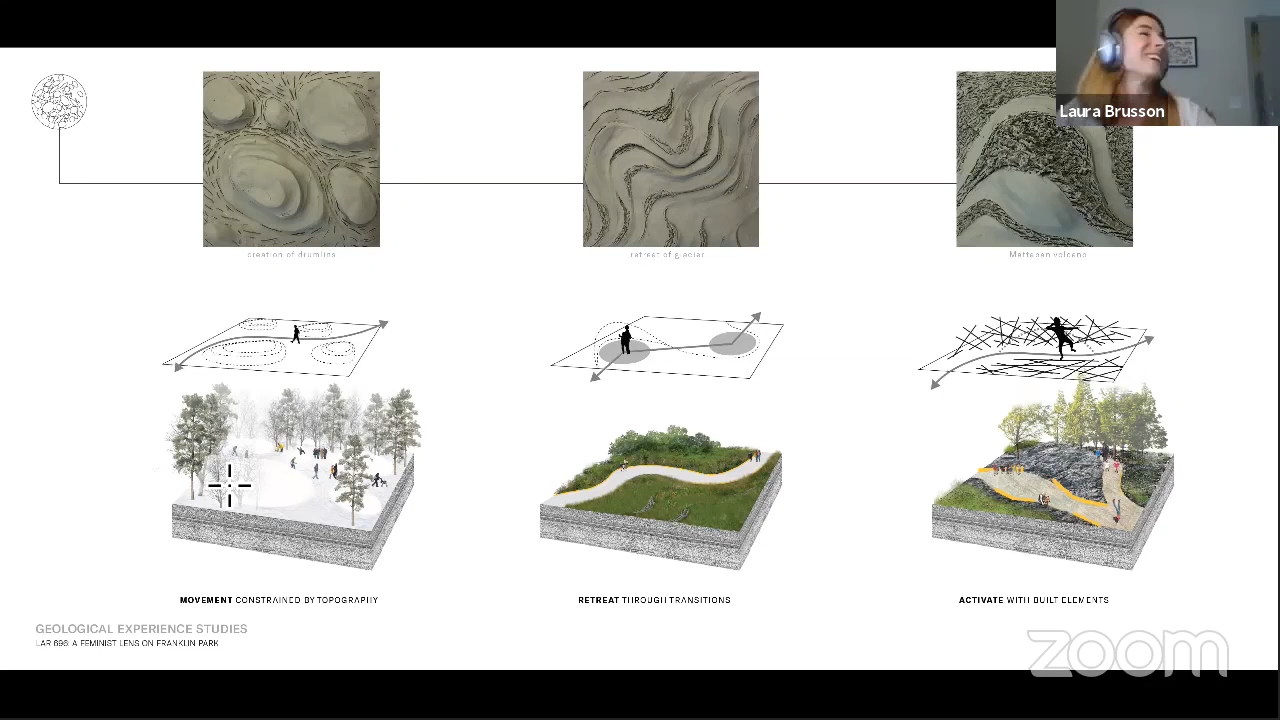 Laura Brusson
creation of drumlins
retreat of glacier
Mattapan volcano
MOVEMENT CONSTRAINED BY TOPOGRAPHY
RETREAT THROUGH TRANSITIONS
ACTIVATE WITH BUILT ELEMENTS
GEOLOGICAL EXPERIENCE STUDIES
LAR 696: A FEMINIST LENS ON FRANKLIN PARK
zoom